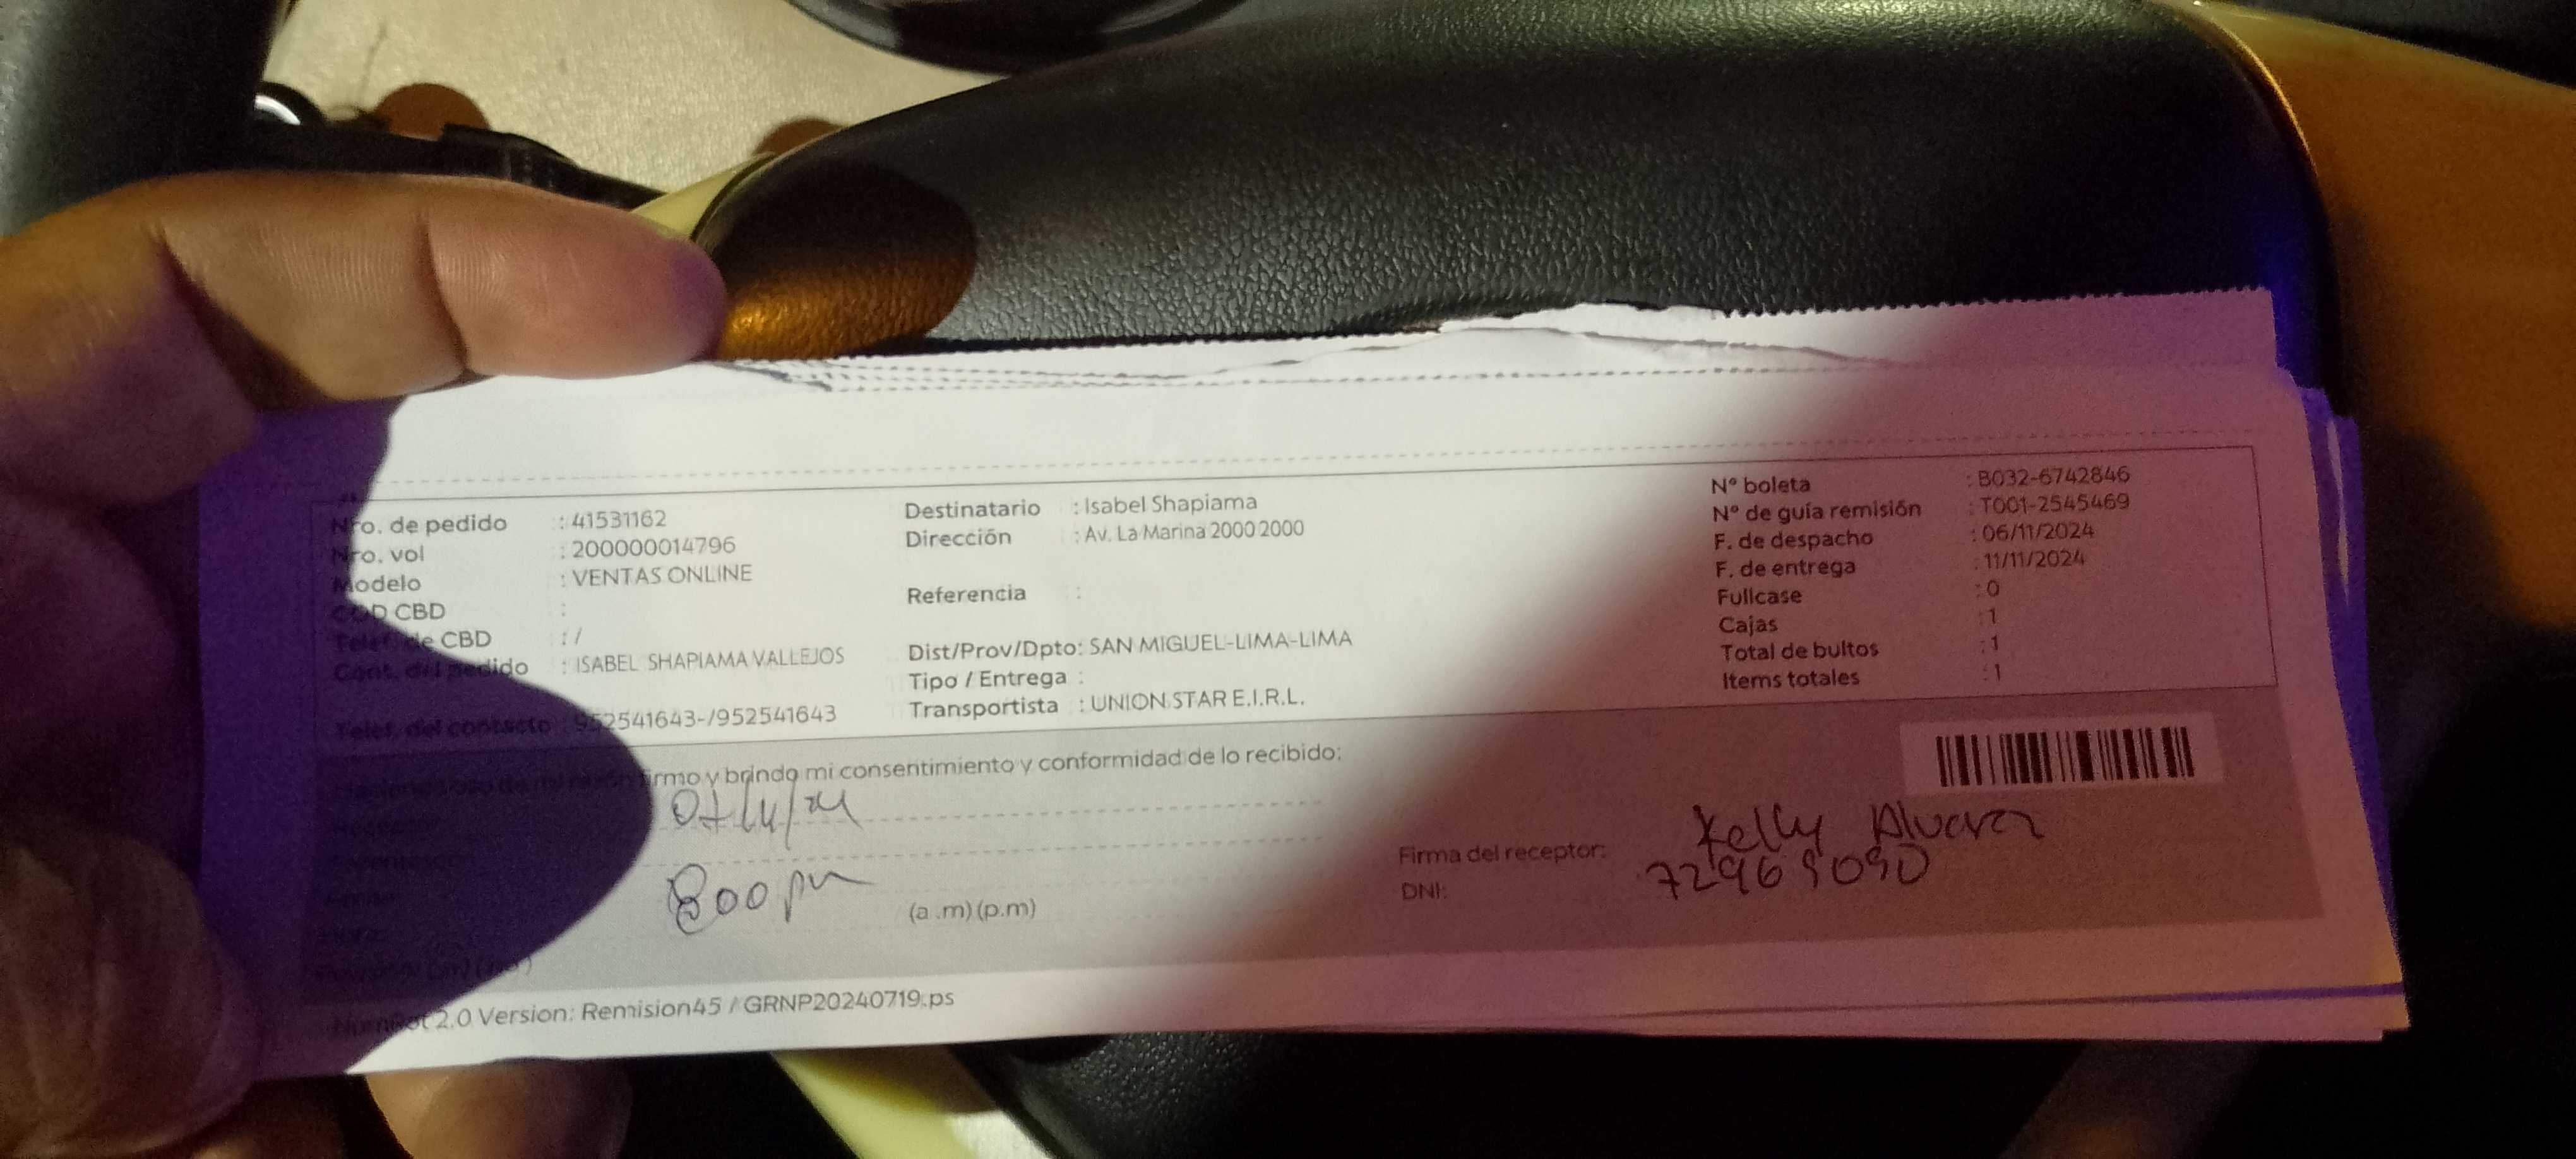 Nro. de pedido : 41531162
Nro. vol : 200000014796
Modelo : VENTAS ONLINE
COD CBD :
Telef. de CBD : /
Cont. del pedido : ISABEL SHAPIAMA VALLEJOS
Telef. del contacto : 952541643-/952541643
Destinatario : Isabel Shapiama
Dirección : Av. La Marina 2000 2000
Referencia :
Dist/Prov/Dpto: SAN MIGUEL-LIMA-LIMA
Tipo / Entrega :
Transportista : UNION STAR E.I.R.L.
Nº boleta : B032-6742846
Nº de guía remisión : T001-2545469
F. de despacho : 06/11/2024
F. de entrega : 11/11/2024
Fullcase : 0
Cajas : 1
Total de bultos : 1
Items totales : 1
firmo y brindo mi consentimiento y conformidad de lo recibido:
800 pm
(a .m) (p.m)
Firma del receptor: Kelly Alvarez
DNI: 72969090
2.0 Version: Remision45 / GRNP20240719.ps